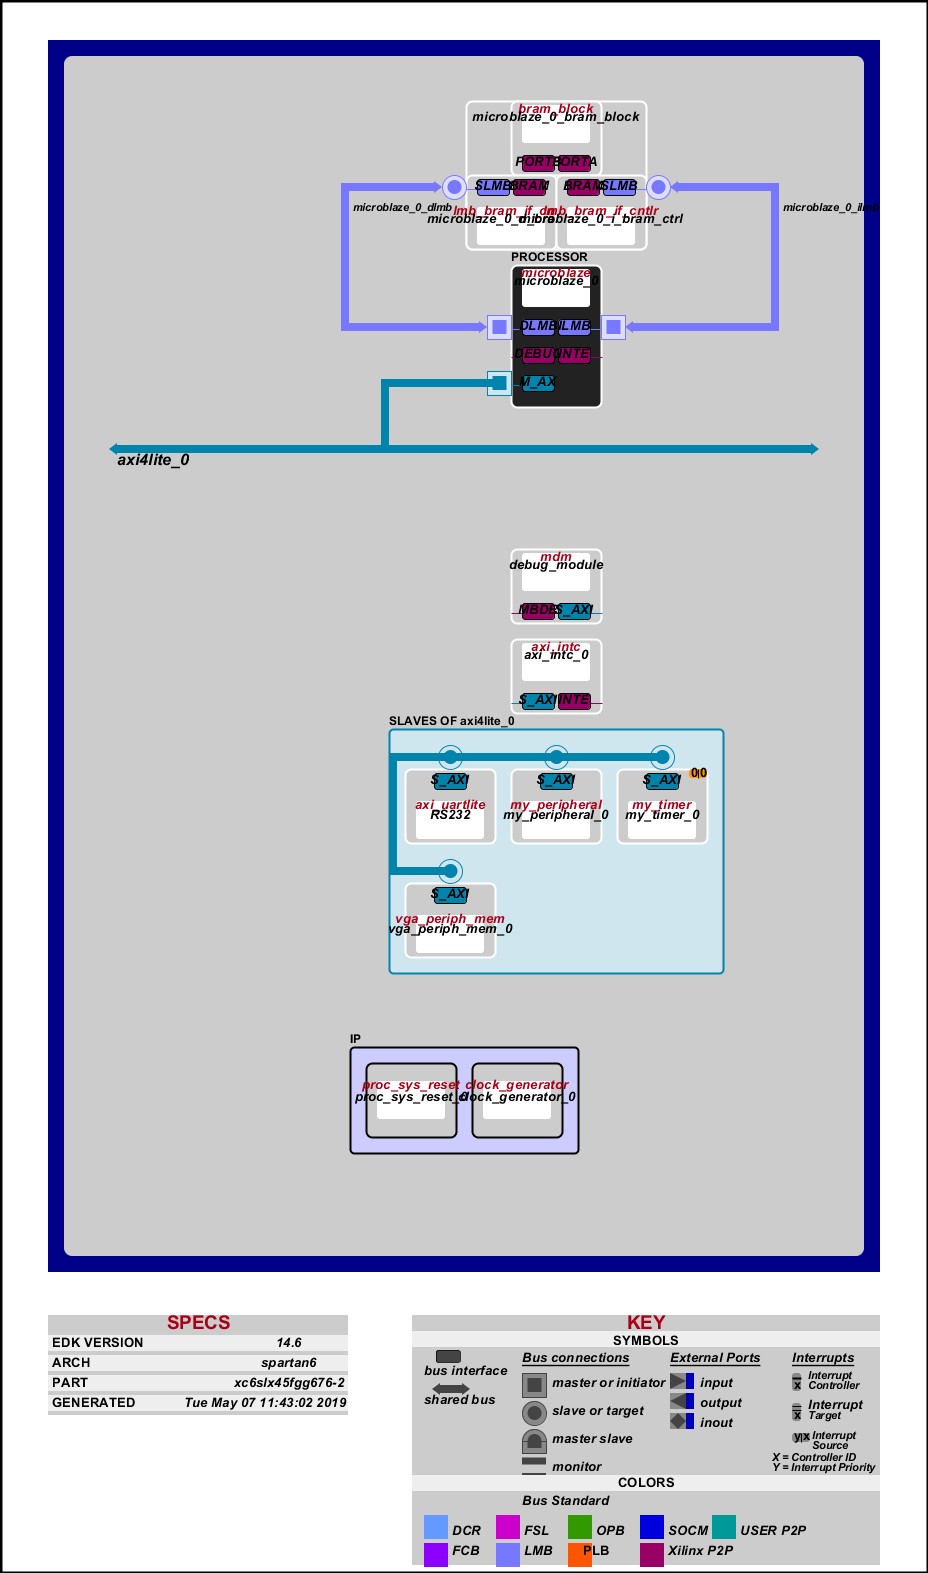 bram_block
microblaze_0_bram_block
PORTB PORTA
SLMB BRAM BRAM SLMB
microblaze_0_dlmb
microblaze_0_ilmb
lmb_bram_if_cntlr
microblaze_0_i_bram_ctrl
PROCESSOR
microblaze
microblaze_0
DLMB ILMB
DEBUG INTE
M_AX
axi4lite_0
mdm
debug_module
MBDE S_AXI
axi_intc
axi_intc_0
S_AXI INTE
SLAVES OF axi4lite_0
0|0
S_AXI S_AXI S_AXI
axi_uartlite my_peripheral my_timer
RS232 my_peripheral_0 my_timer_0
S_AXI
vga_periph_mem
vga_periph_mem_0
IP
proc_sys_reset clock_generator
proc_sys_reset_0 clock_generator_0
SPECS
EDK VERSION 14.6
ARCH spartan6
PART xc6slx45fgg676-2
GENERATED Tue May 07 11:43:02 2019
KEY
SYMBOLS
bus interface
shared bus
Bus connections
master or initiator
slave or target
master slave
monitor
External Ports
input
output
inout
Interrupts
x Interrupt Controller
x Interrupt Target
y|x Interrupt Source
X = Controller ID
Y = Interrupt Priority
COLORS
Bus Standard
DCR FSL OPB SOCM USER P2P
FCB LMB PLB Xilinx P2P